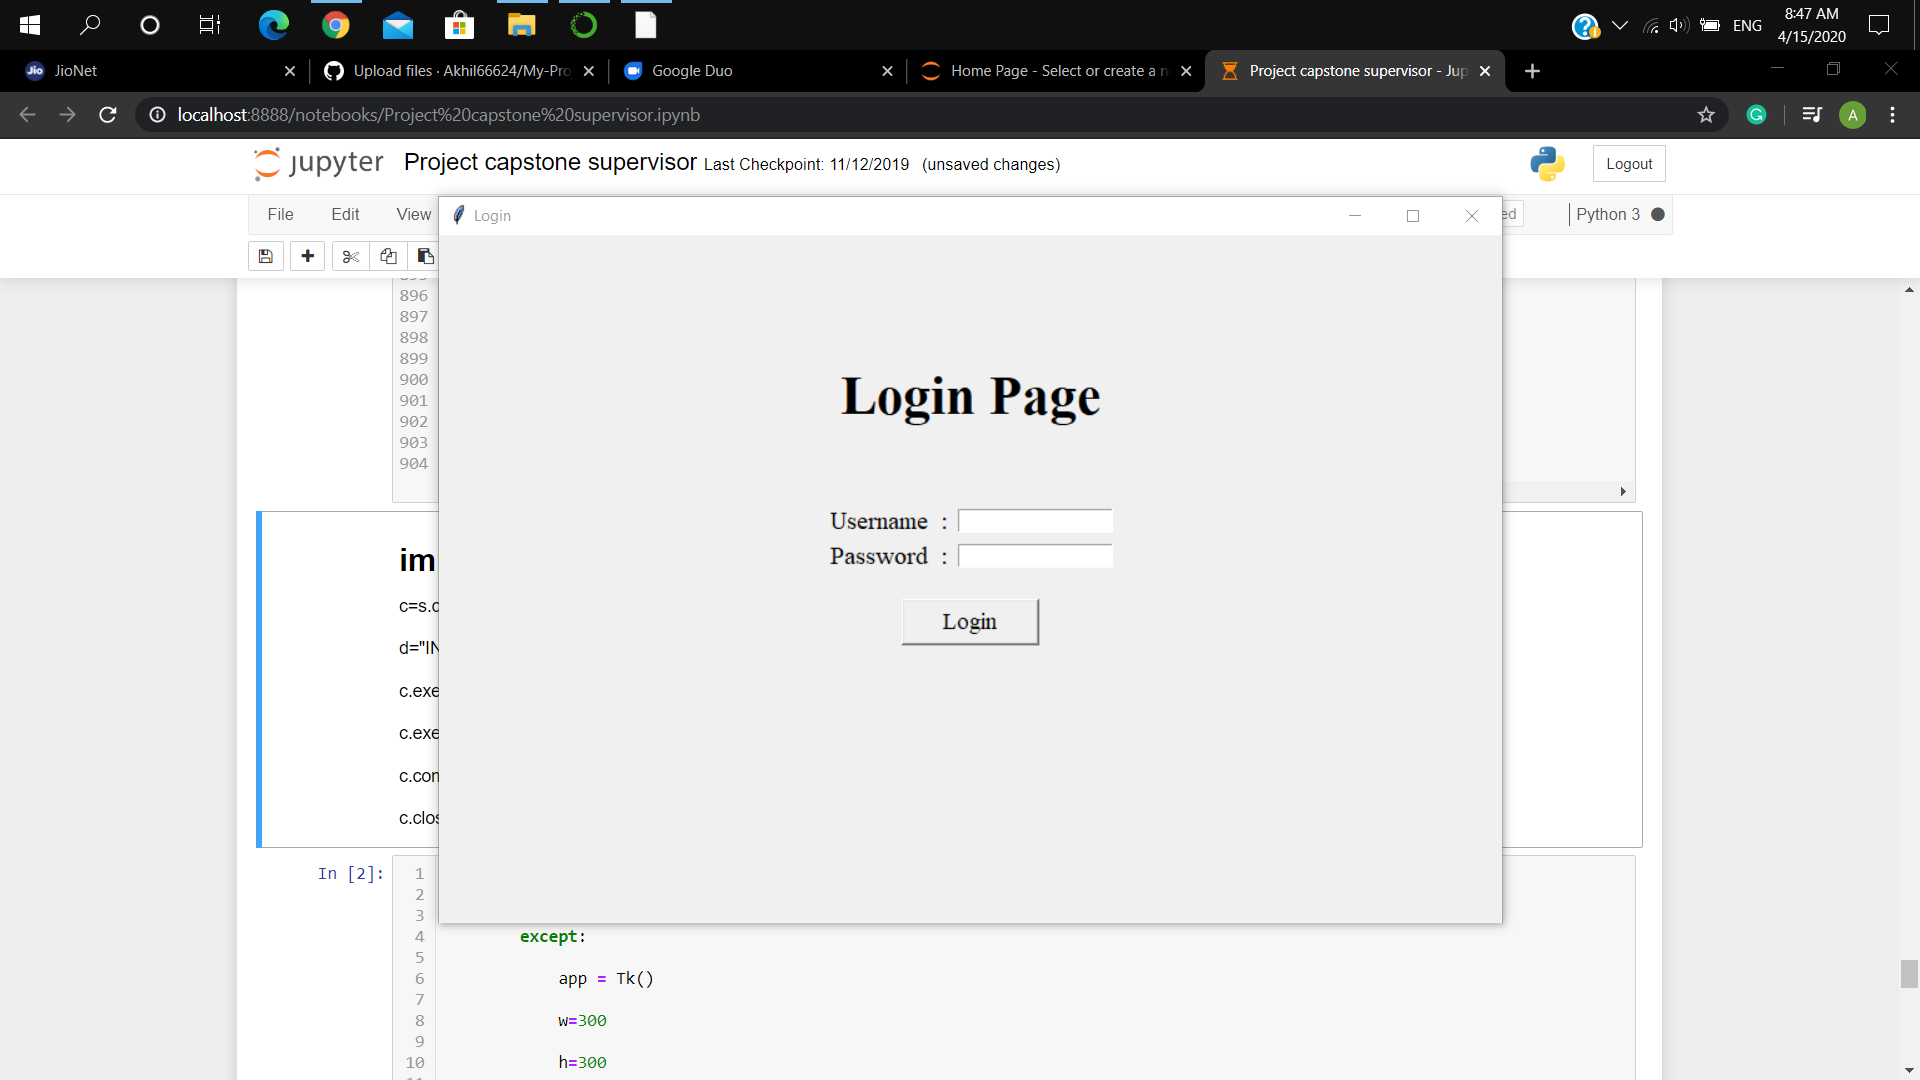 8:47 AM
ENG
4/15/2020
Jio JioNet
Upload files · Akhil66624/My-Pro
Google Duo
Home Page - Select or create a n
Project capstone supervisor - Jup
localhost:8888/notebooks/Project%20capstone%20supervisor.ipynb
A
jupyter Project capstone supervisor Last Checkpoint: 11/12/2019 (unsaved changes)
Logout
File Edit View
ed
Python 3
Login
896
897
898
899
900
901
902
903
904
Login Page
Username :
Password :
Login
im
c=s.c
d="IN
c.exe
c.exe
c.con
c.clos
In [2]:
1
2
3
4 except:
5
6 app = Tk()
7
8 w=300
9
10 h=300